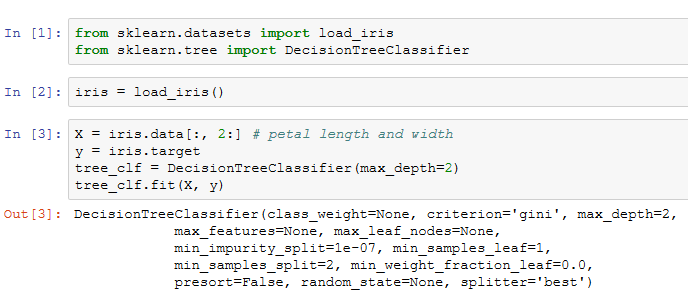 In [1]: from sklearn.datasets import load_iris
from sklearn.tree import DecisionTreeClassifier
In [2]: iris = load_iris()
In [3]: X = iris.data[:, 2:] # petal length and width
y = iris.target
tree_clf = DecisionTreeClassifier(max_depth=2)
tree_clf.fit(X, y)
Out[3]: DecisionTreeClassifier(class_weight=None, criterion='gini', max_depth=2,
max_features=None, max_leaf_nodes=None,
min_impurity_split=1e-07, min_samples_leaf=1,
min_samples_split=2, min_weight_fraction_leaf=0.0,
presort=False, random_state=None, splitter='best')